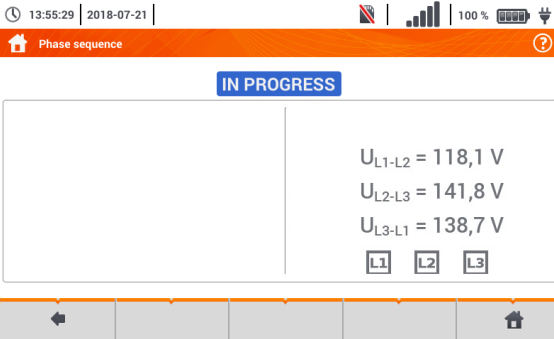 13:55:29 2018-07-21 100 %
Phase sequence ?
IN PROGRESS
UL1-L2 = 118,1 V
UL2-L3 = 141,8 V
UL3-L1 = 138,7 V
L1 L2 L3